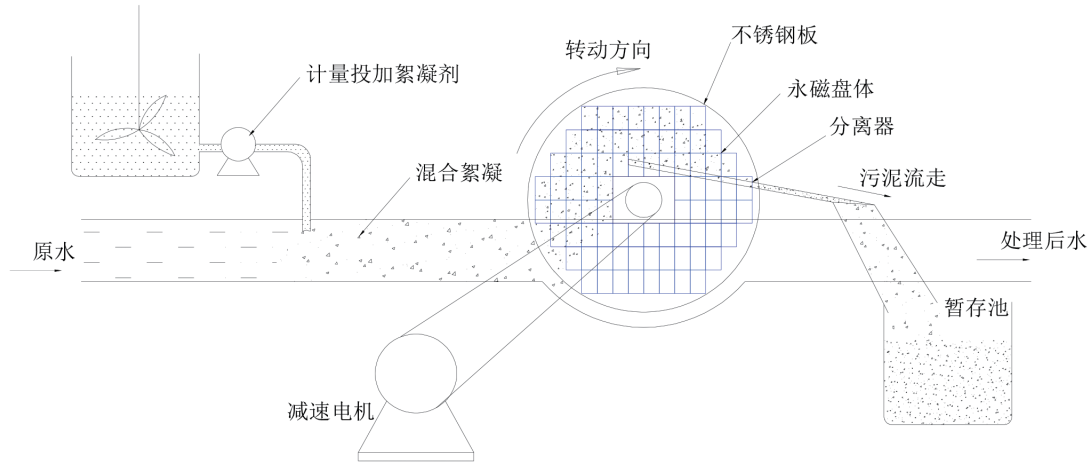 不锈钢板
转动方向
计量投加絮凝剂
永磁盘体
分离器
混合絮凝
污泥流走
原水
处理后水
暂存池
减速电机